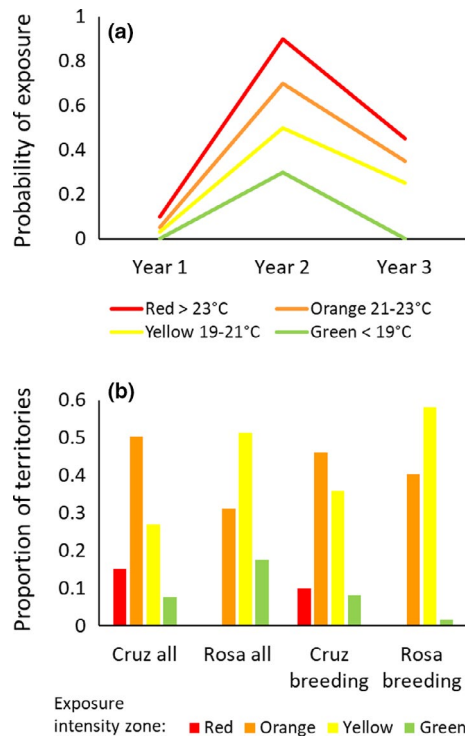 (a)
Probability of exposure
1
0.8
0.6
0.4
0.2
0
Year 1 Year 2 Year 3
Red > 23°C Orange 21-23°C
Yellow 19-21°C Green < 19°C
(b)
Proportion of territories
0.6
0.5
0.4
0.3
0.2
0.1
0
Cruz all Rosa all Cruz breeding Rosa breeding
Exposure
intensity zone: Red Orange Yellow Green